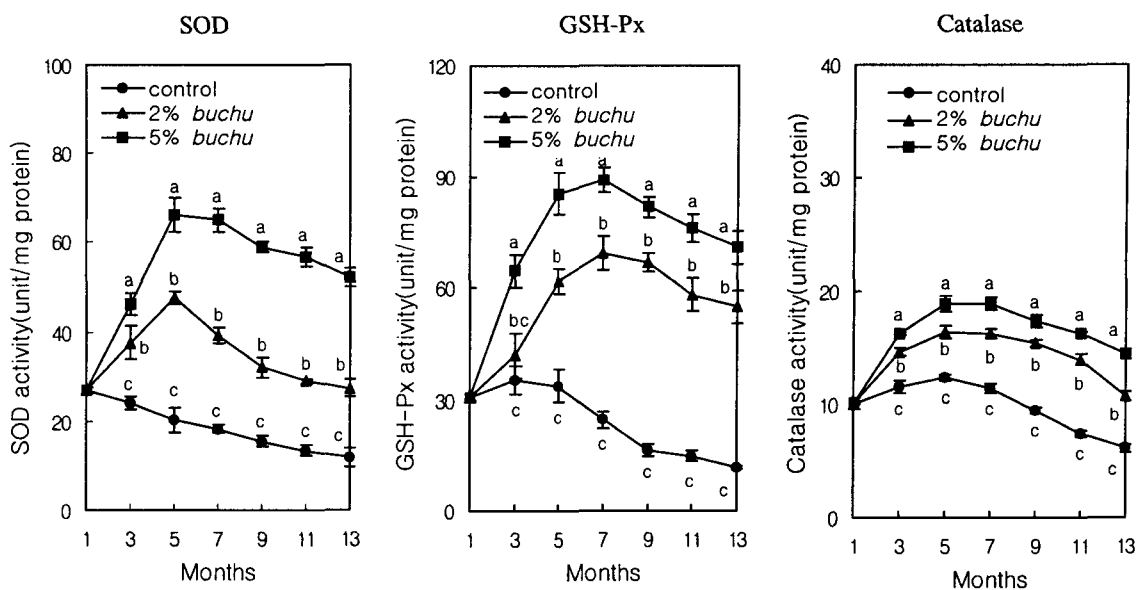 SOD
100
80
60
40
20
0
SOD activity(unit/mg protein)
control
2% buchu
5% buchu
a
a
a
a
a
a
b
b
b
b
b
b
c
c
c
c
c
c
1 3 5 7 9 11 13
Months
GSH-Px
120
90
60
30
0
GSH-Px activity(unit/mg protein)
control
2% buchu
5% buchu
a
a
a
a
a
a
bc
b
b
b
b
b
c
c
c
c
c
c
1 3 5 7 9 11 13
Months
Catalase
40
30
20
10
0
Catalase activity(unit/mg protein)
control
2% buchu
5% buchu
a
a
a
a
a
a
b
b
b
b
b
b
c
c
c
c
c
c
1 3 5 7 9 11 13
Months